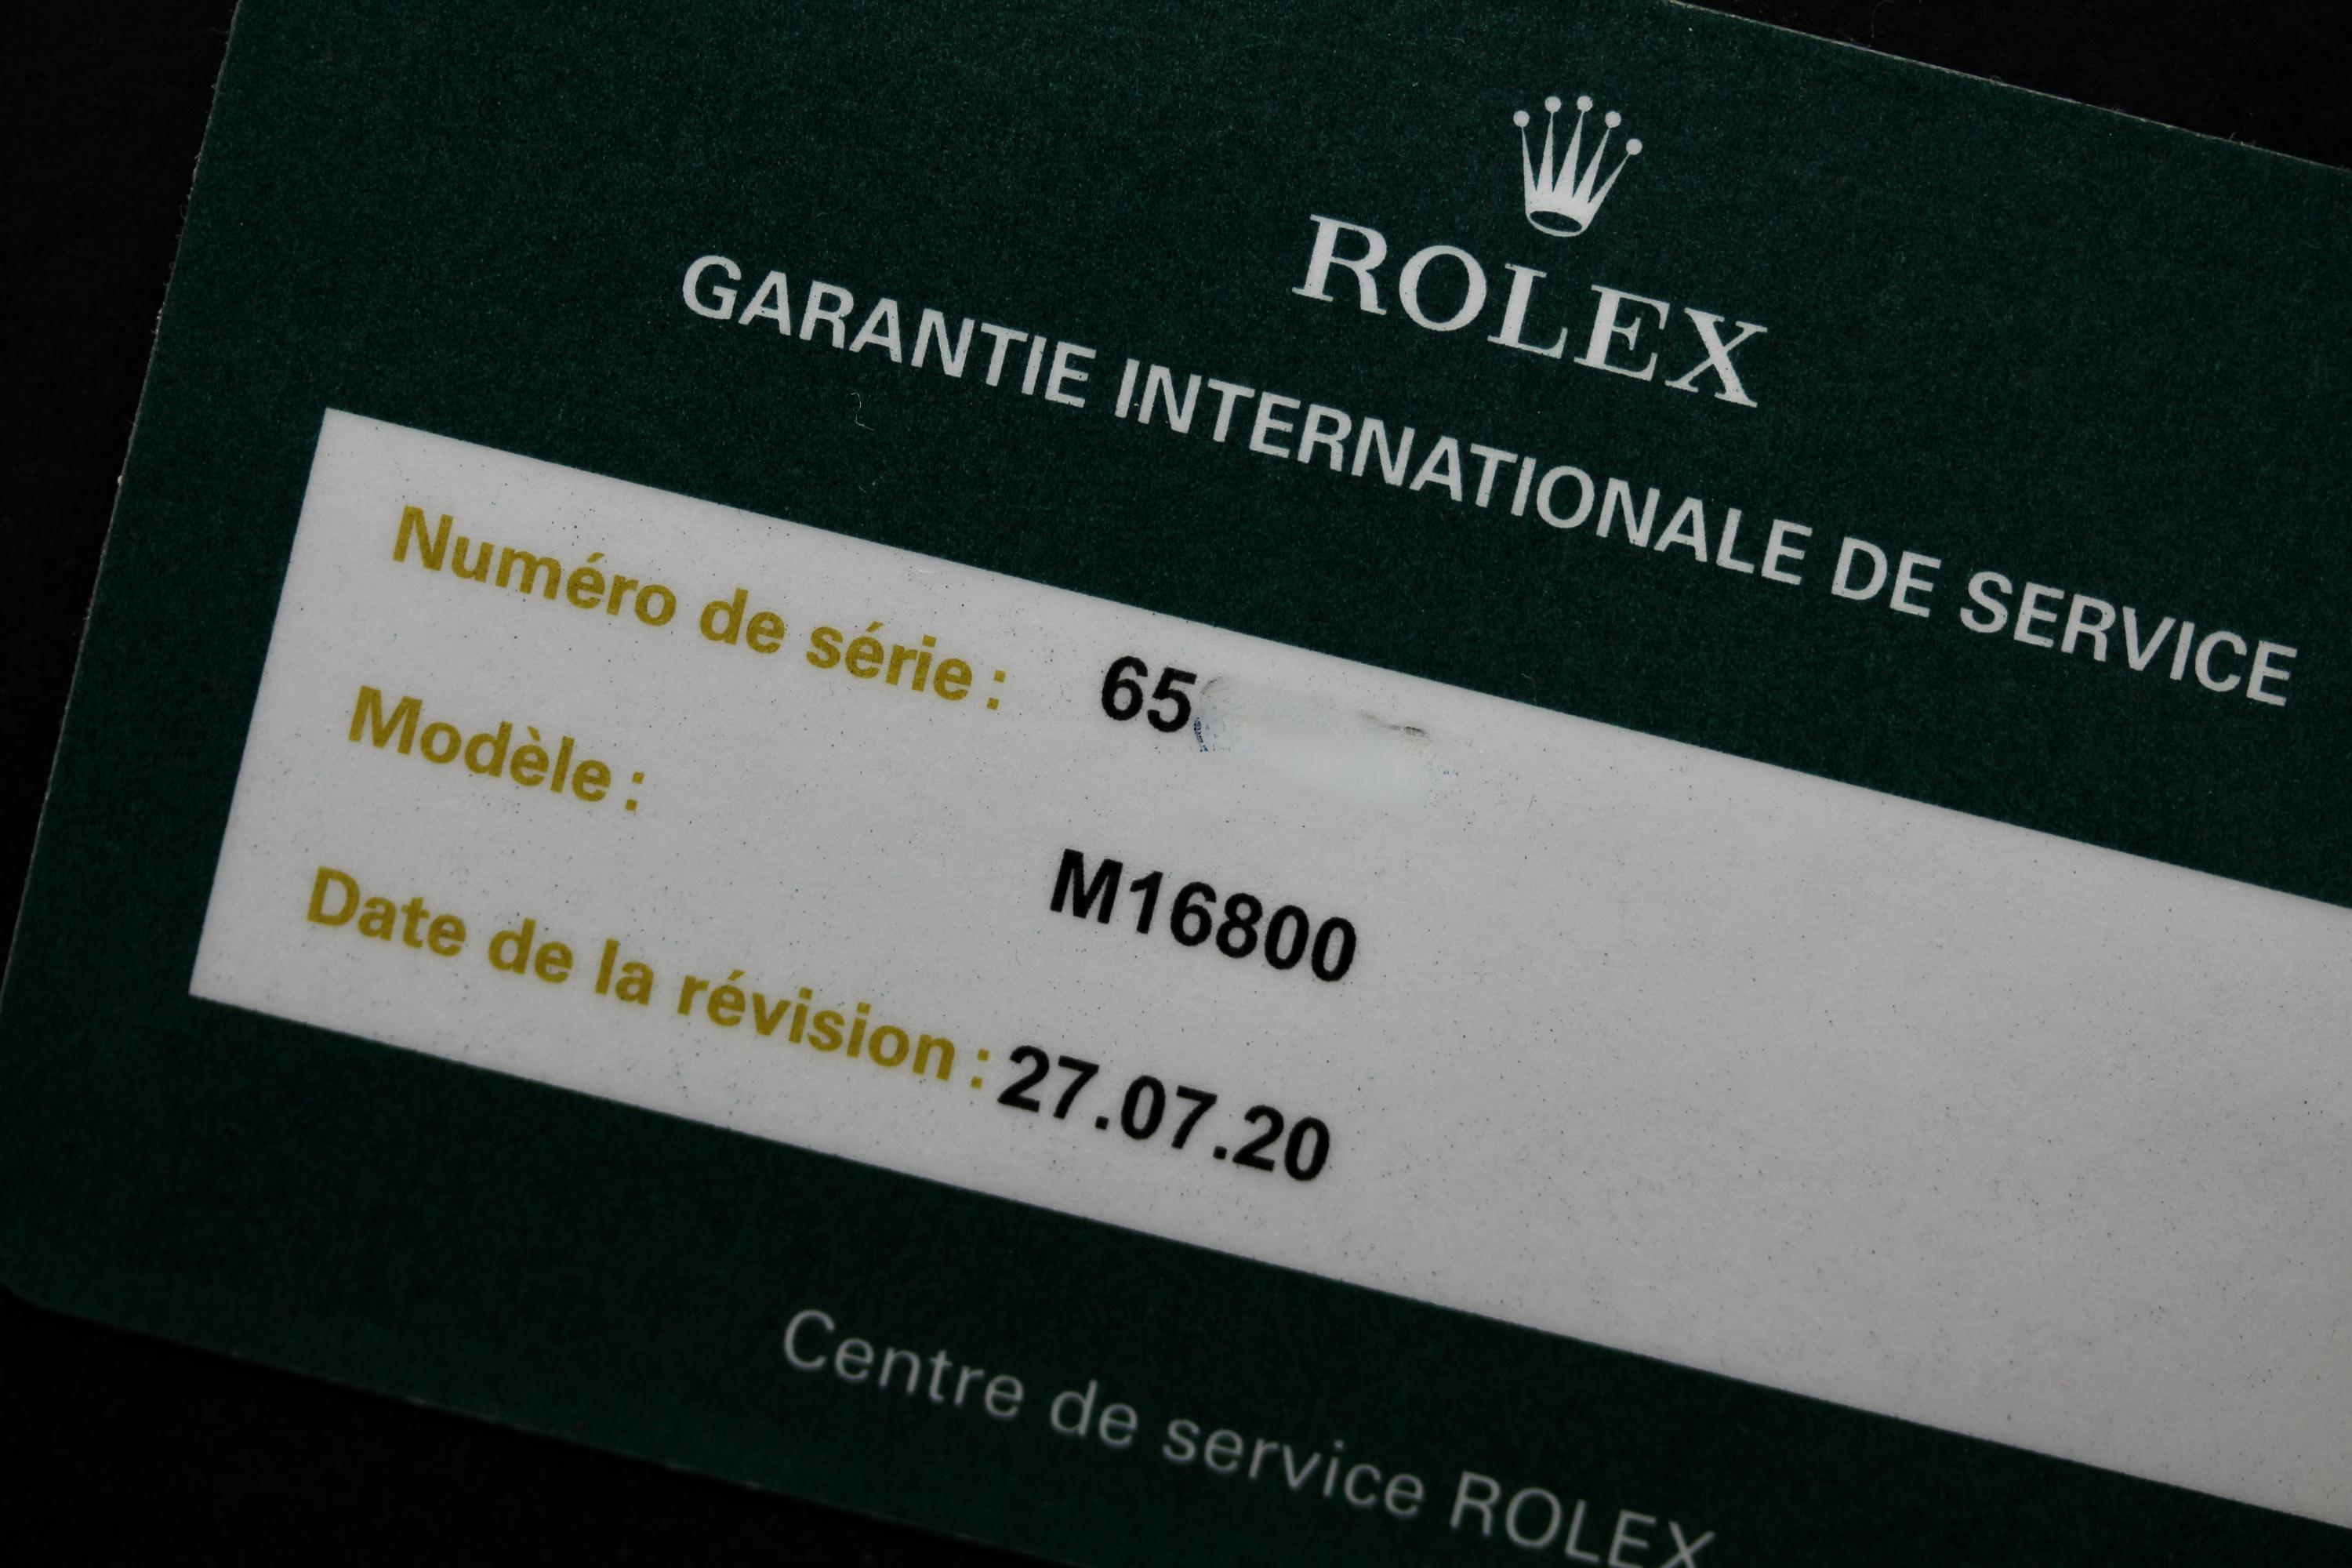 ROLEX
GARANTIE INTERNATIONALE DE SERVICE
Numéro de série : 65
Modèle :
M16800
Date de la révision : 27.07.20
Centre de service ROLEX